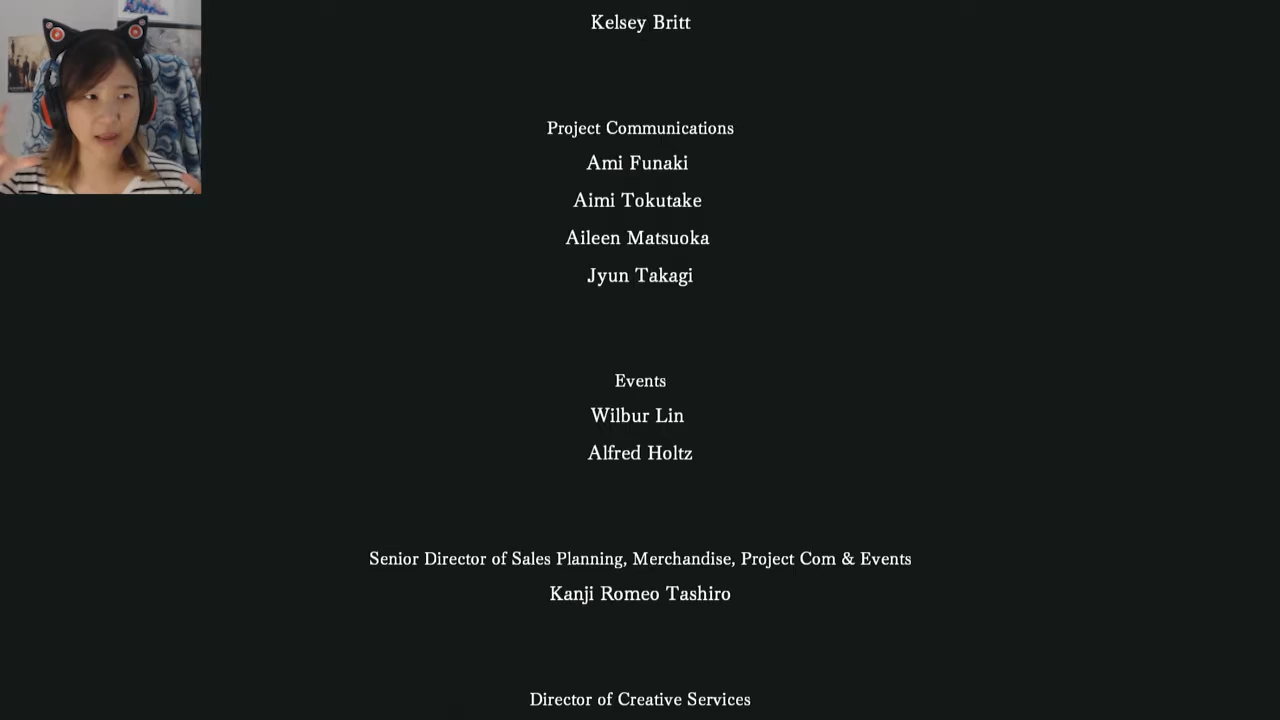 Kelsey Britt
Project Communications
Ami Funaki
Aimi Tokutake
Aileen Matsuoka
Jyun Takagi
Events
Wilbur Lin
Alfred Holtz
Senior Director of Sales Planning, Merchandise, Project Com & Events
Kanji Romeo Tashiro
Director of Creative Services